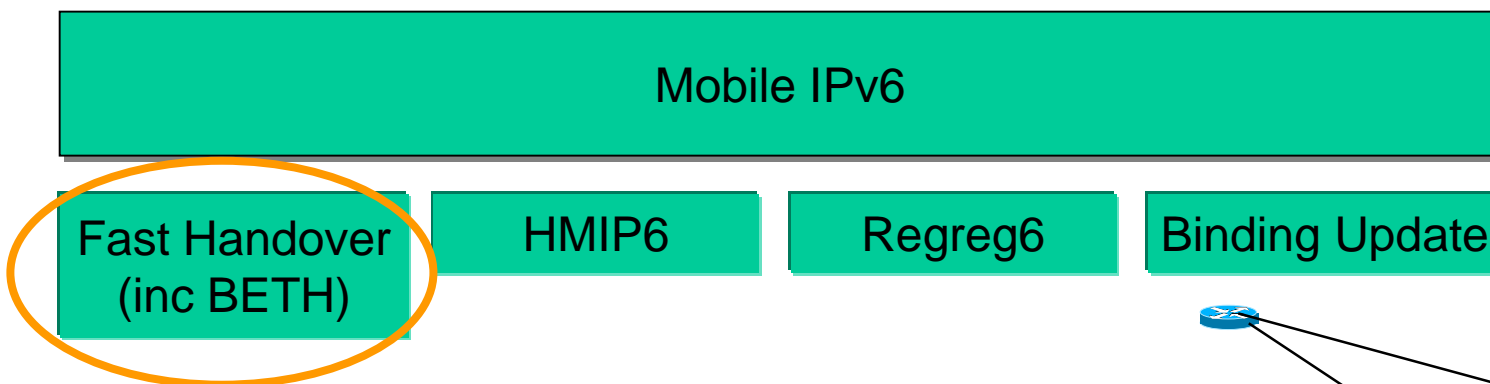 Mobile IPv6
Fast Handover
(inc BETH)
HMIP6
Regreg6
Binding Update